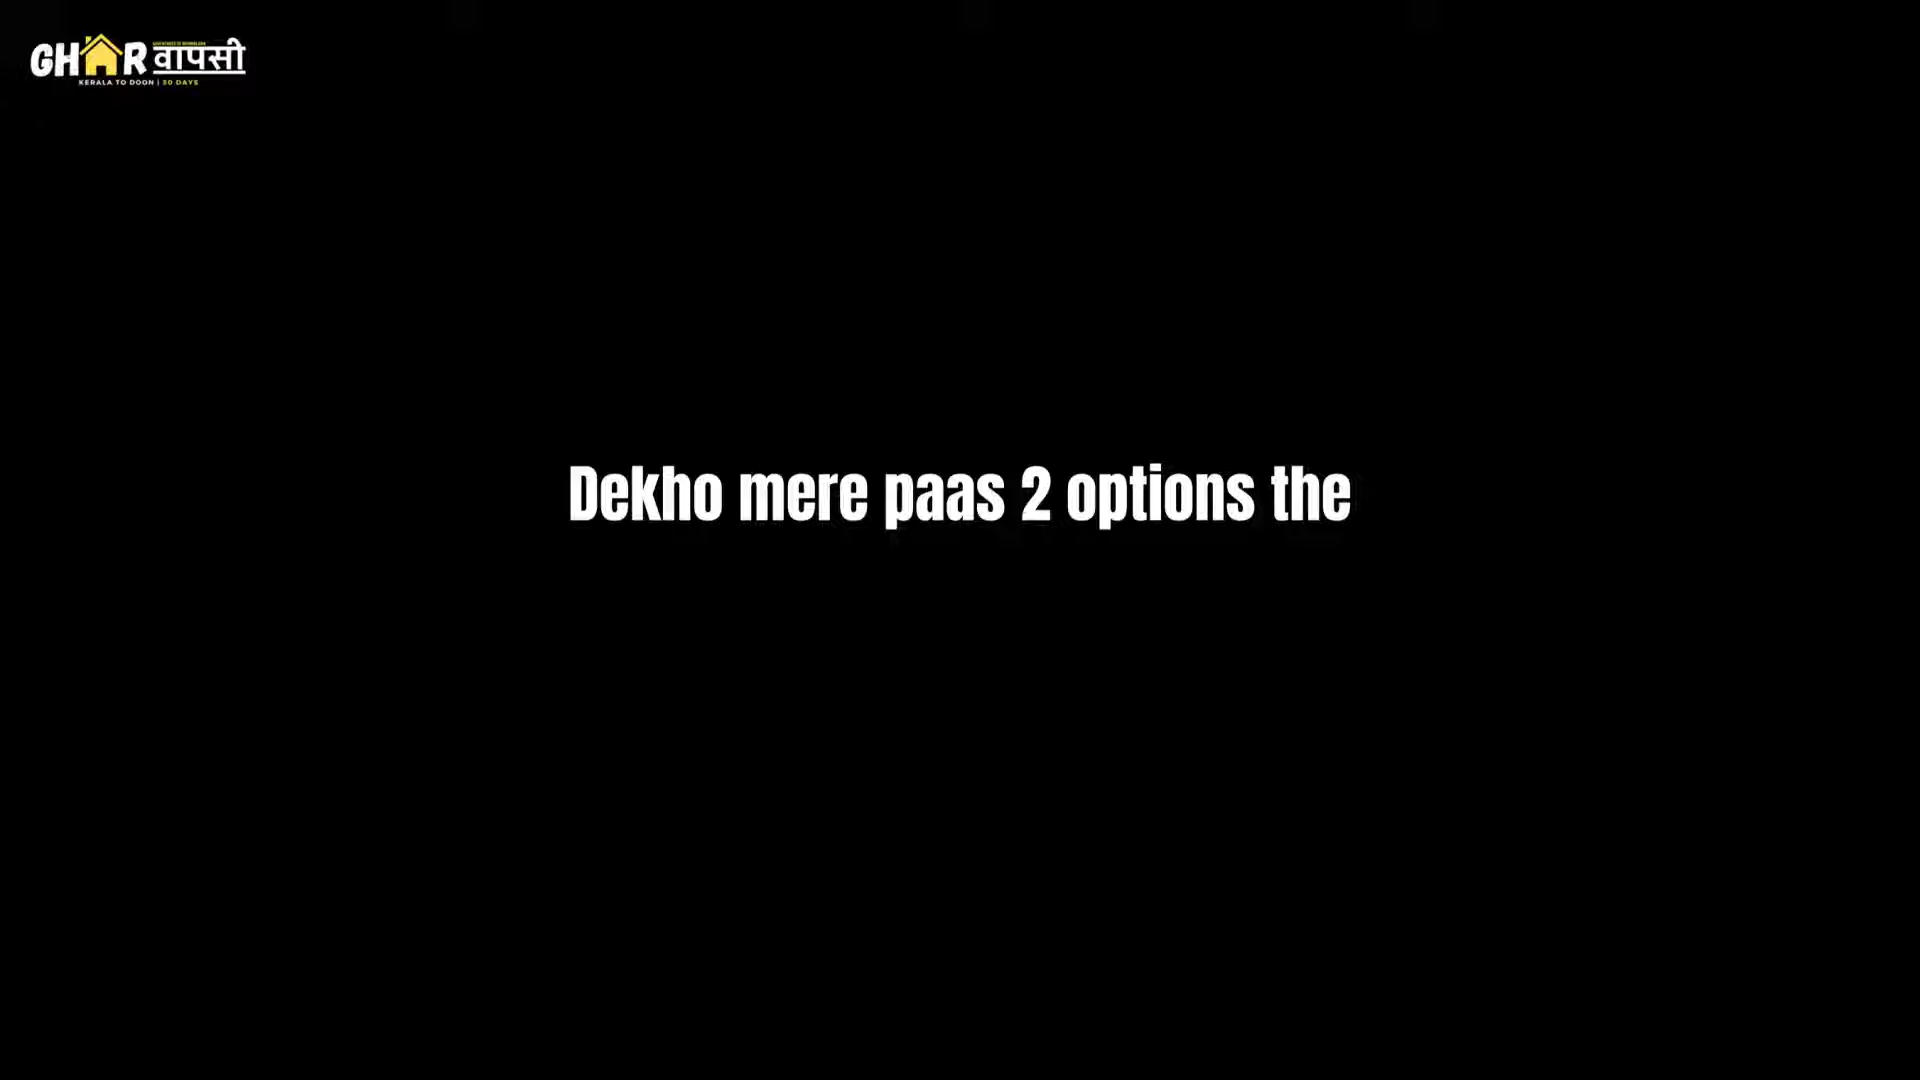 GHAR वापसी
KERALA TO DOON | 30 DAYS
Dekho mere paas 2 options the